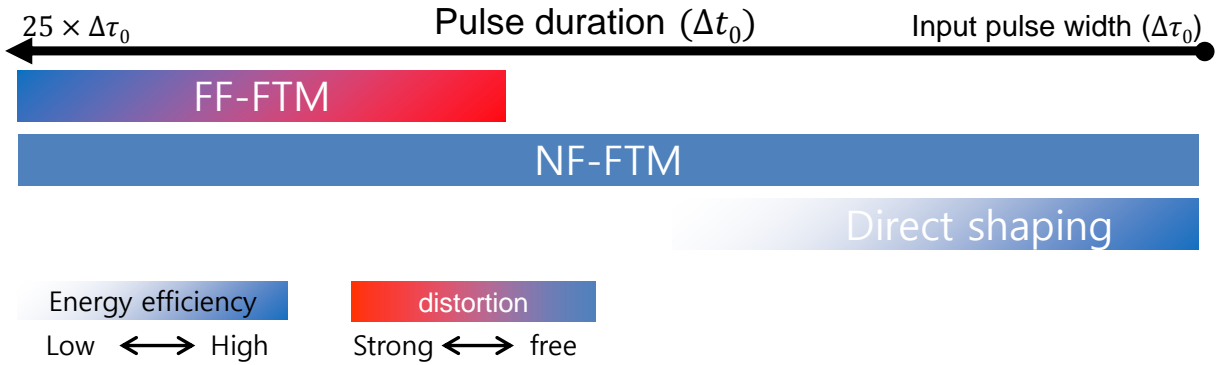 25 × Δτ₀
Pulse duration (Δt₀)
Input pulse width (Δτ₀)
FF-FTM
NF-FTM
Direct shaping
Energy efficiency
distortion
Low
High
Strong
free